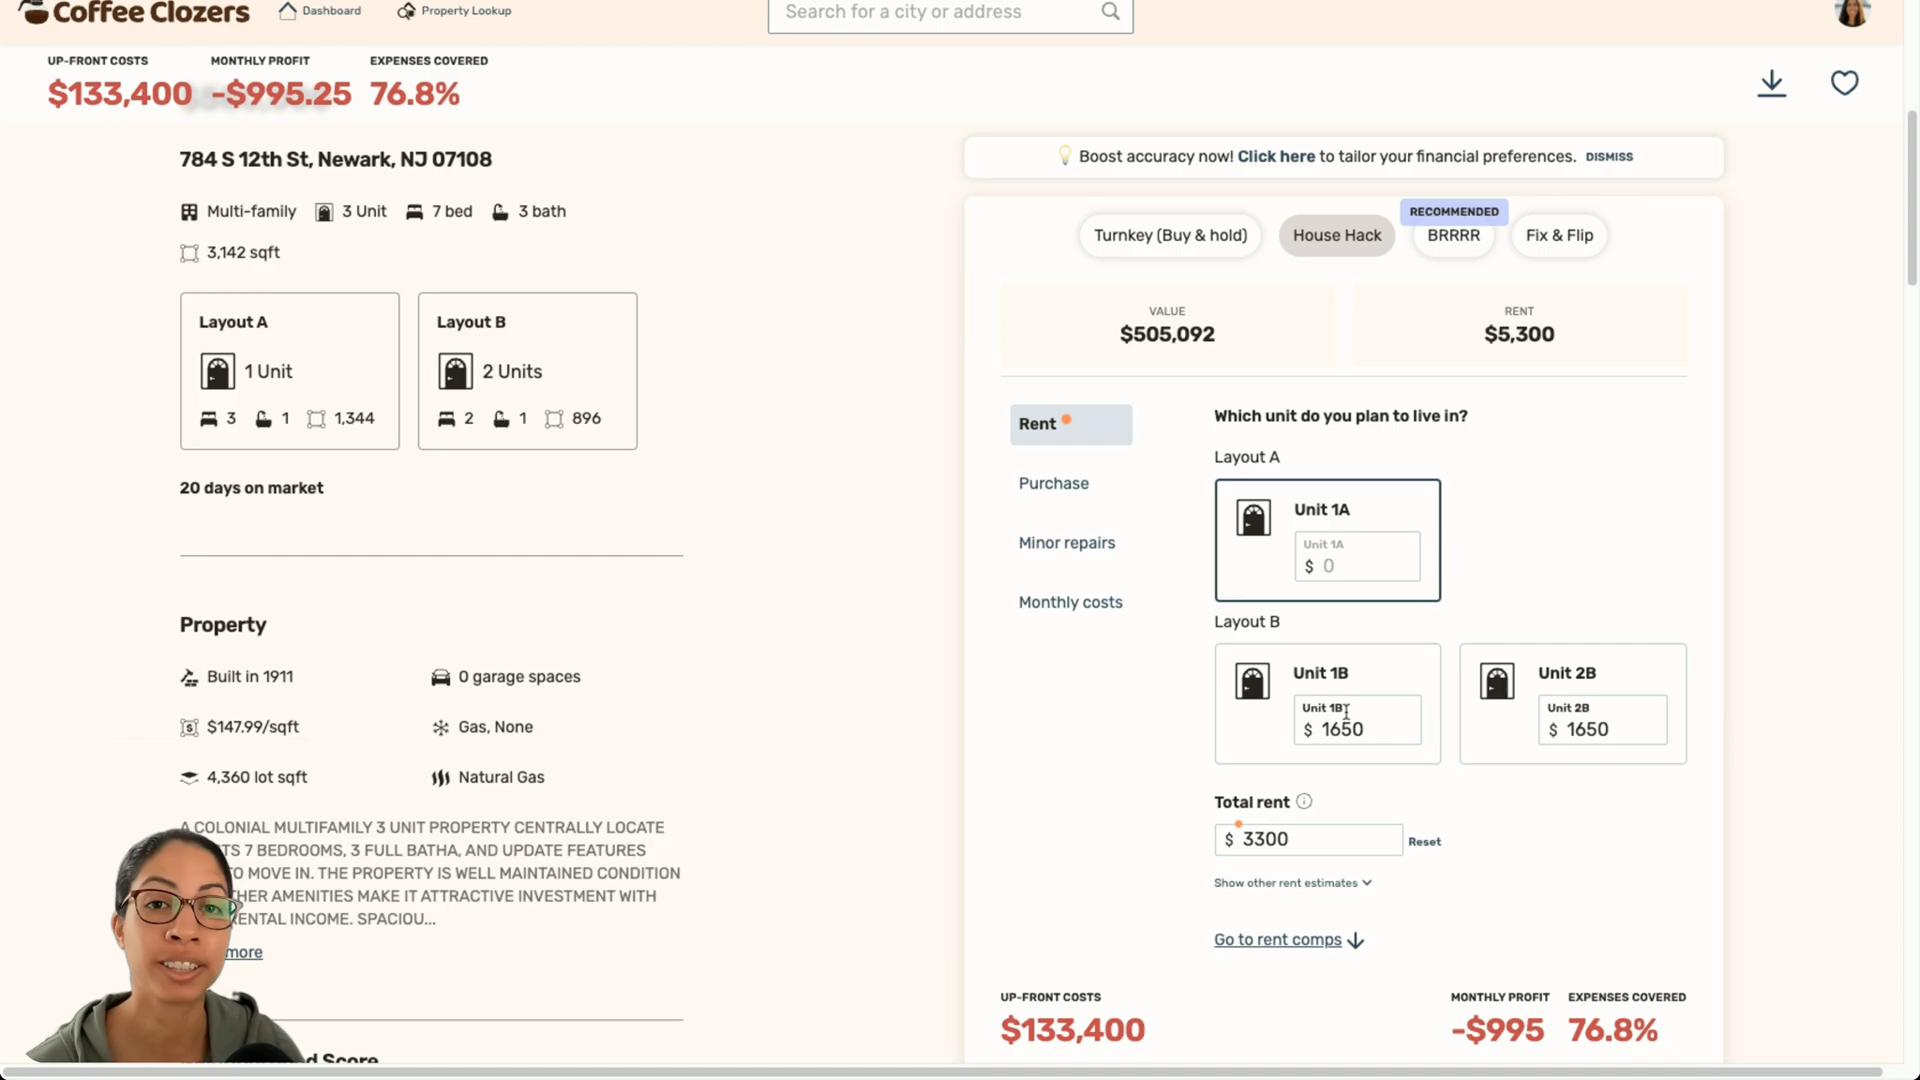 Coffee Clozers
Dashboard
Property Lookup
Search for a city or address
UP-FRONT COSTS
MONTHLY PROFIT
EXPENSES COVERED
$133,400
-$995.25
76.8%
784 S 12th St, Newark, NJ 07108
Multi-family
3 Unit
7 bed
3 bath
3,142 sqft
Layout A
1 Unit
3
1
1,344
Layout B
2 Units
2
1
896
20 days on market
Property
Built in 1911
0 garage spaces
$147.99/sqft
Gas, None
4,360 lot sqft
Natural Gas
A COLONIAL MULTIFAMILY 3 UNIT PROPERTY CENTRALLY LOCATE
7 BEDROOMS, 3 FULL BATHA, AND UPDATE FEATURES
TO MOVE IN. THE PROPERTY IS WELL MAINTAINED CONDITION
AMENITIES MAKE IT ATTRACTIVE INVESTMENT WITH
RENTAL INCOME. SPACIOU...
more
Score
Boost accuracy now! Click here to tailor your financial preferences. DISMISS
Turnkey (Buy & hold)
House Hack
RECOMMENDED
BRRRR
Fix & Flip
VALUE
$505,092
RENT
$5,300
Rent
Purchase
Minor repairs
Monthly costs
Which unit do you plan to live in?
Layout A
Unit 1A
Unit 1A
$ 0
Layout B
Unit 1B
Unit 1B
$ 1650
Unit 2B
Unit 2B
$ 1650
Total rent
$ 3300
Reset
Show other rent estimates
Go to rent comps
UP-FRONT COSTS
$133,400
MONTHLY PROFIT
-$995
EXPENSES COVERED
76.8%